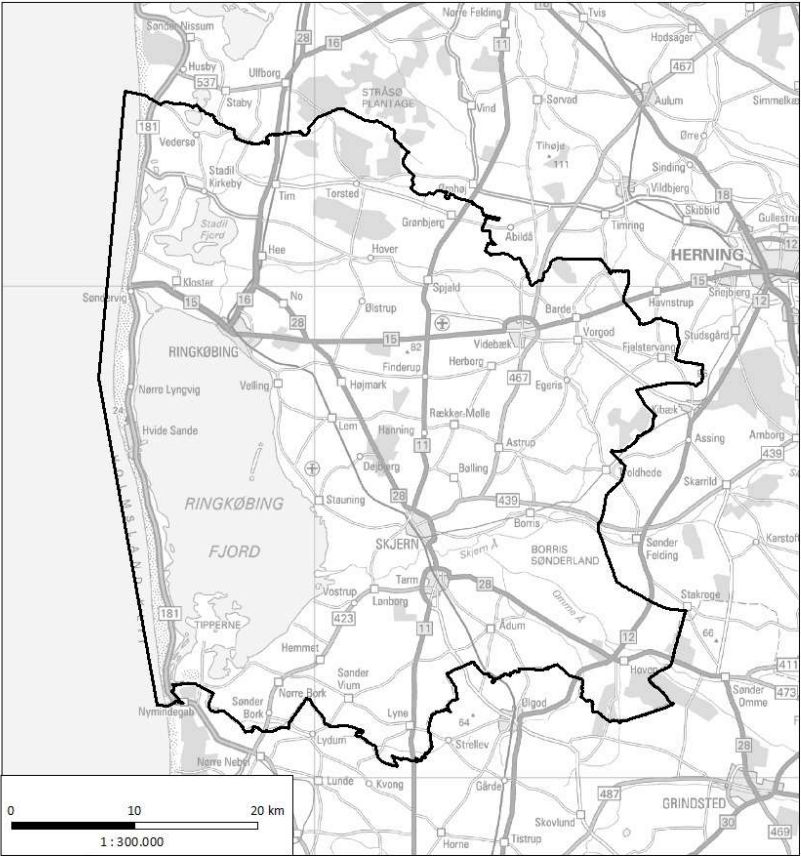 Nørre Felding
Tvis
Sønder Nissum
Hodsager
28
16
11
467
Husby
537
Ulfborg
Staby
STRÅSØ
PLANTAGE
Vind
Sørvad
Aulum
Simmelkæ
181
Vedersø
Ørre
Tihøje
111
Sinding
Stadil
Kirkeby
Tim
Torsted
Ørnhøj
Vildbjerg
18
Skibbild
Grønbjerg
Timring
Gullestru
Stadil
Fjord
Abildå
12
Hee
Hover
HERNING
Kloster
Spjald
15
Snejbjerg
Søndervig
No
Havnstrup
12
15
16
Ølstrup
28
Barde
Vorgod
Studsgård
15
Videbæk
RINGKØBING
82
Fjelstervang
Finderup
Herborg
Velling
Højmark
467
Egeris
Nørre Lyngvig
Kibæk
24
Rækker-Mølle
Hvide Sande
Lem
Hanning
Assing
Arnborg
11
Astrup
439
Dejbjerg
Bølling
Troldhede
Skarrild
RINGKØBING
Stauning
28
439
Borris
Karstoft
FJORD
SKJERN
Skjern Å
BORRIS
SØNDERLAND
Sønder
Felding
Tarm
28
Omme Å
Stakroge
Vostrup
Lønborg
181
423
TIPPERNE
11
Ådum
12
66
Hemmet
Hoven
411
Sønder
Vium
Sønder
Omme
473
Nørre Bork
Nymindegab
Sønder
Bork
Lyne
64
Ølgod
Lydum
Strellev
28
Nørre Nebel
Lunde
Kvong
Gårde
487
GRINDSTED
0 10 20 km
Skovlund
30
469
1 : 300.000
Horne
Tistrup